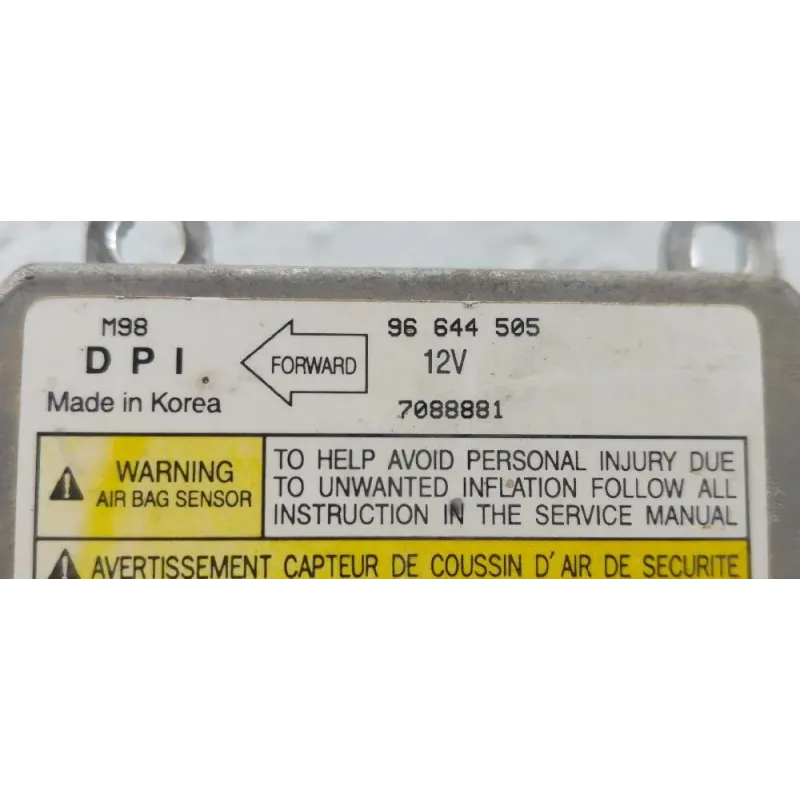 M98 96 644 505
DPI FORWARD 12V
Made in Korea 7088881
WARNING
AIR BAG SENSOR
TO HELP AVOID PERSONAL INJURY DUE
TO UNWANTED INFLATION FOLLOW ALL
INSTRUCTION IN THE SERVICE MANUAL
AVERTISSEMENT CAPTEUR DE COUSSIN D'AIR DE SECURITE